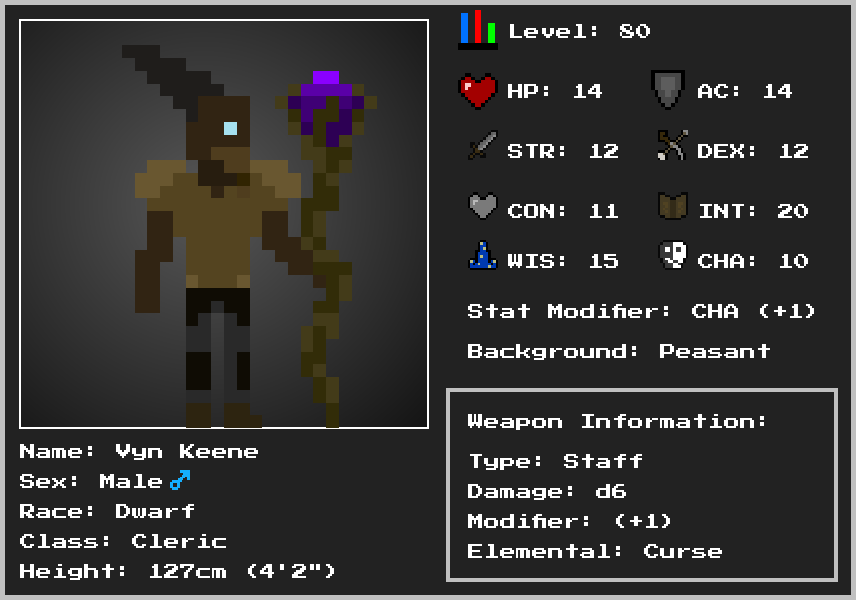 Level: 80
HP: 14
AC: 14
STR: 12
DEX: 12
CON: 11
INT: 20
WIS: 15
CHA: 10
Stat Modifier: CHA (+1)
Background: Peasant
Weapon Information:
Type: Staff
Damage: d6
Modifier: (+1)
Elemental: Curse
Name: Vyn Keene
Sex: Male♂
Race: Dwarf
Class: Cleric
Height: 127cm (4'2")